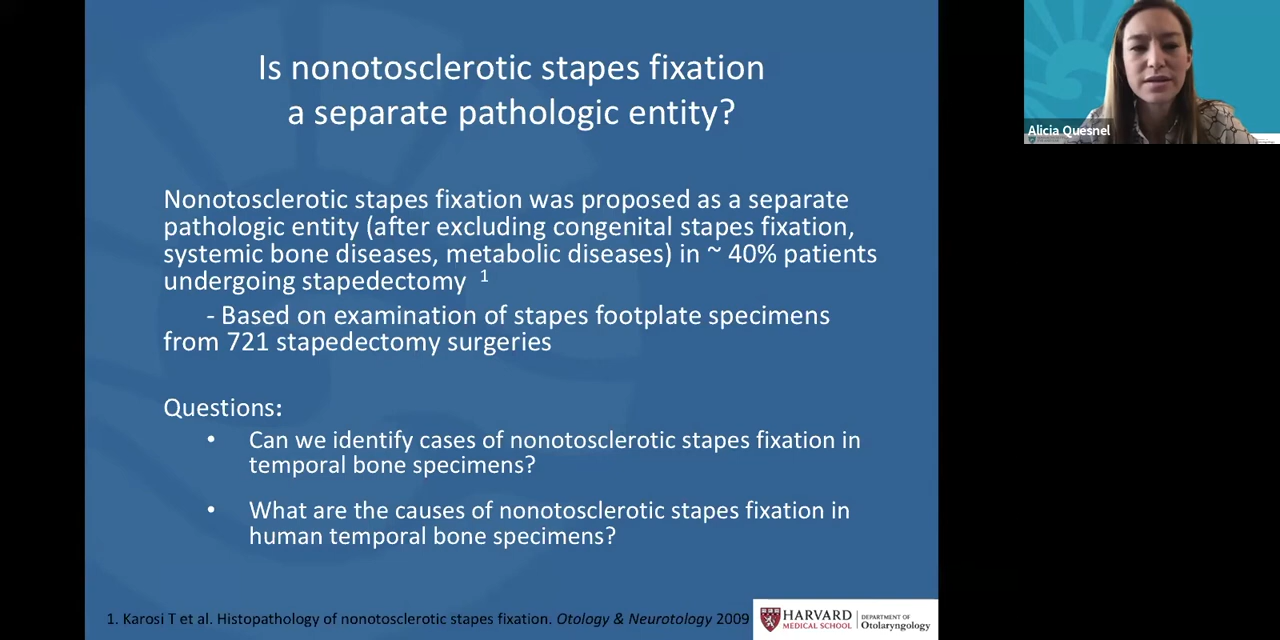 Is nonotosclerotic stapes fixation
a separate pathologic entity?
Nonotosclerotic stapes fixation was proposed as a separate
pathologic entity (after excluding congenital stapes fixation,
systemic bone diseases, metabolic diseases) in ~ 40% patients
undergoing stapedectomy 1
- Based on examination of stapes footplate specimens
from 721 stapedectomy surgeries
Questions:
• Can we identify cases of nonotosclerotic stapes fixation in
temporal bone specimens?
• What are the causes of nonotosclerotic stapes fixation in
human temporal bone specimens?
1. Karosi T et al. Histopathology of nonotosclerotic stapes fixation. Otology & Neurotology 2009
HARVARD
MEDICAL SCHOOL
DEPARTMENT OF
Otolaryngology
Alicia Quesnel